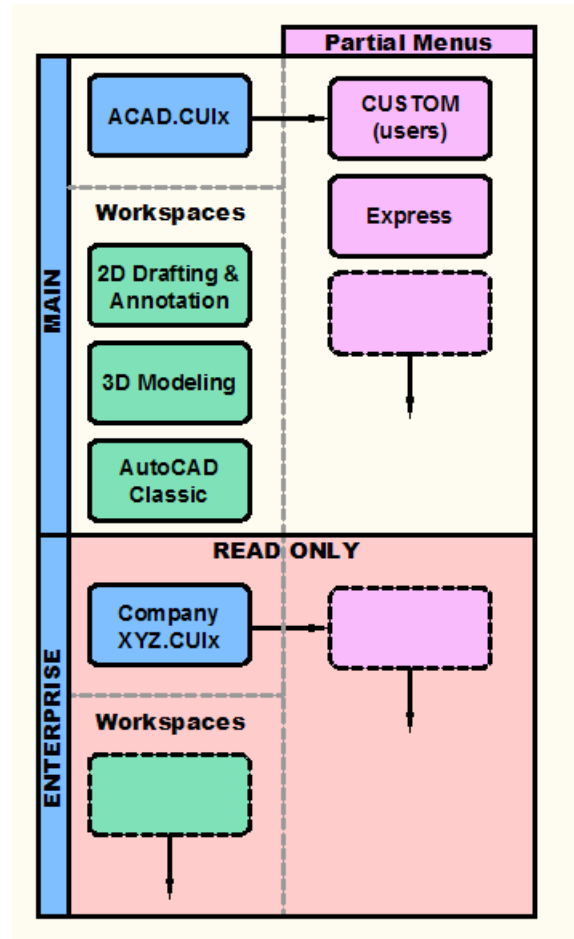 Partial Menus
MAIN
ACAD.CUIx
CUSTOM
(users)
Express
Workspaces
2D Drafting &
Annotation
3D Modeling
AutoCAD
Classic
ENTERPRISE
READ ONLY
Company
XYZ.CUIx
Workspaces